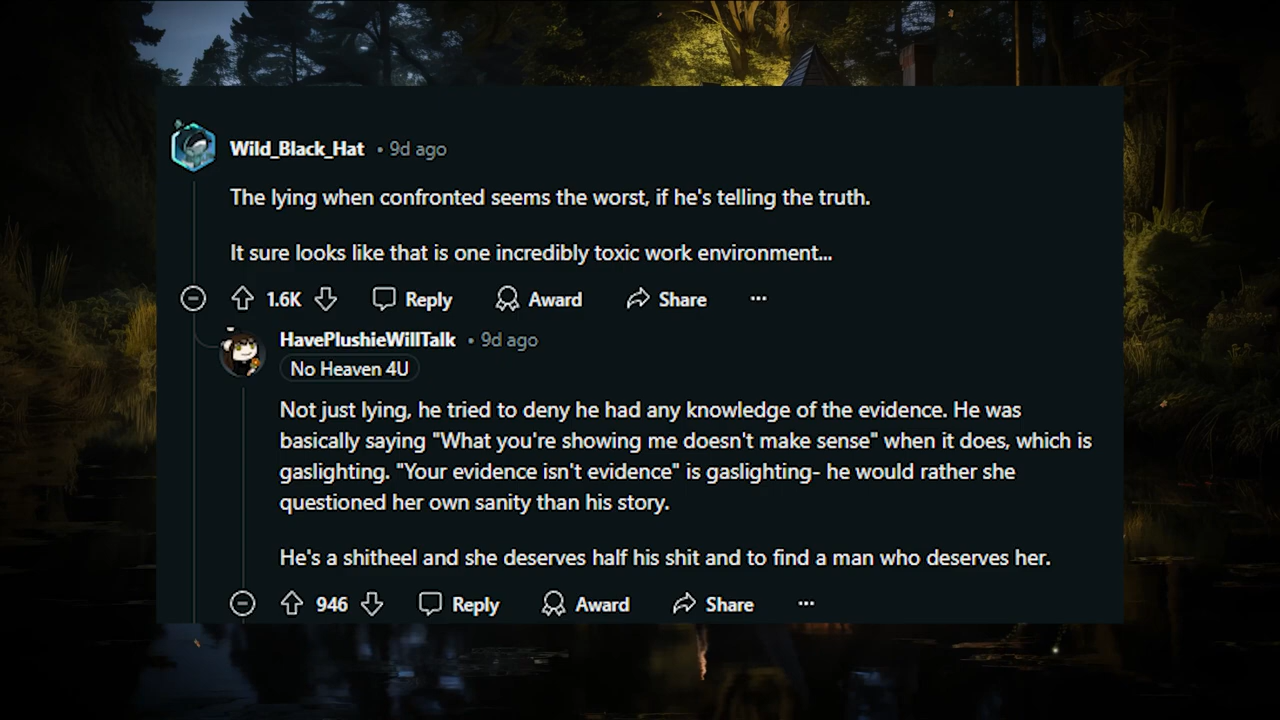 Wild_Black_Hat • 9d ago
The lying when confronted seems the worst, if he's telling the truth.
It sure looks like that is one incredibly toxic work environment...
1.6K Reply Award Share ...
HavePlushieWillTalk • 9d ago
No Heaven 4U
Not just lying, he tried to deny he had any knowledge of the evidence. He was
basically saying "What you're showing me doesn't make sense" when it does, which is
gaslighting. "Your evidence isn't evidence" is gaslighting- he would rather she
questioned her own sanity than his story.
He's a shitheel and she deserves half his shit and to find a man who deserves her.
946 Reply Award Share ...